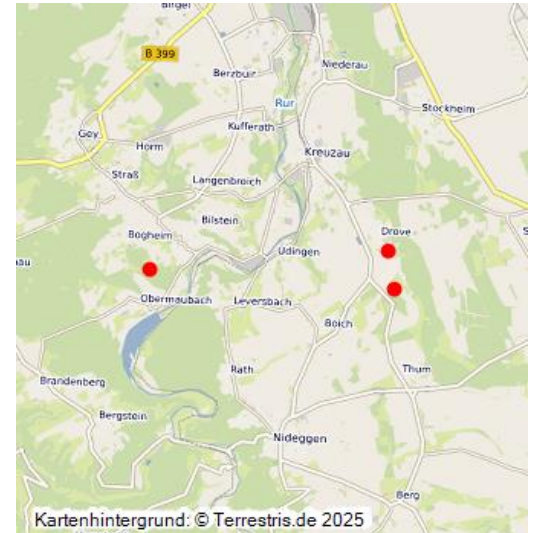 Birgel
B 399
Niederau
Berzbuir
Rur
Stockheim
Kufferath
Gey
Horm
Kreuzau
Straß
Langenbroich
Bilstein
Drove
Bogheim
S
Üdingen
au
Obermaubach
Leversbach
Boich
Rath
Thum
Brandenberg
Bergstein
Nideggen
Berg
Kartenhintergrund: © Terrestris.de 2025